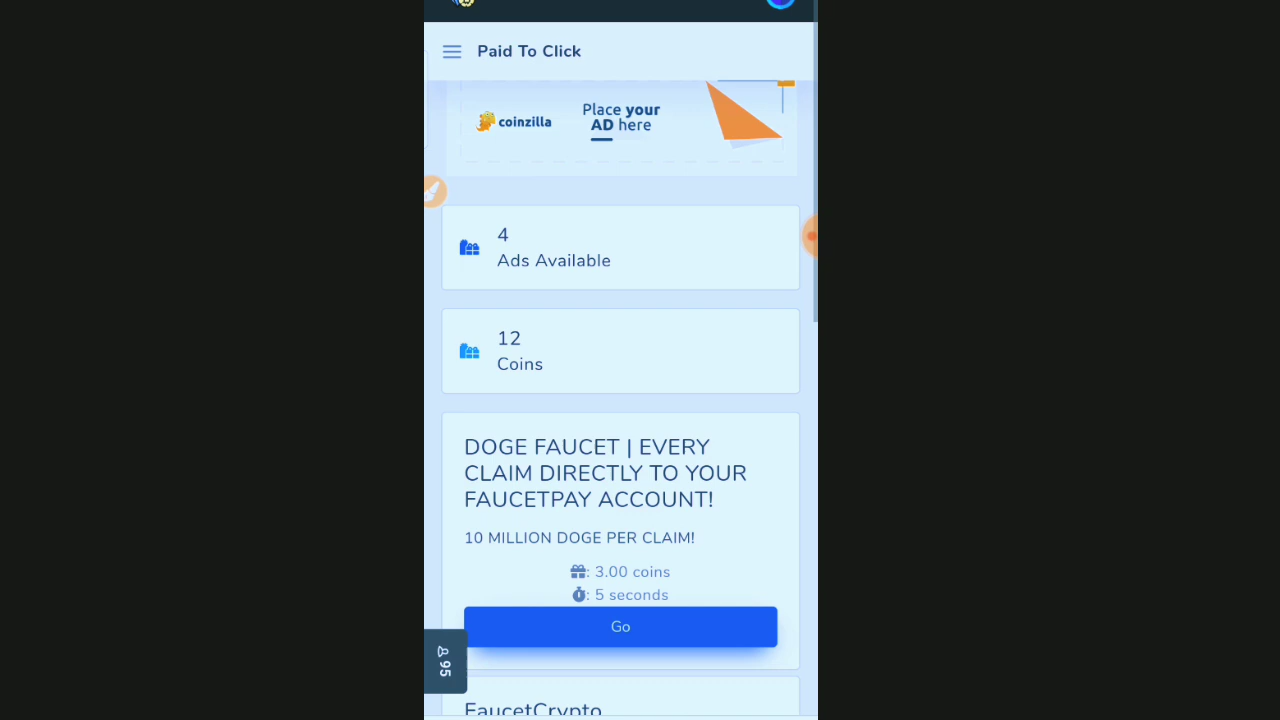 Paid To Click
coinzilla
Place your
AD here
4
Ads Available
12
Coins
DOGE FAUCET | EVERY
CLAIM DIRECTLY TO YOUR
FAUCETPAY ACCOUNT!
10 MILLION DOGE PER CLAIM!
: 3.00 coins
: 5 seconds
Go
95
FaucetCrypto